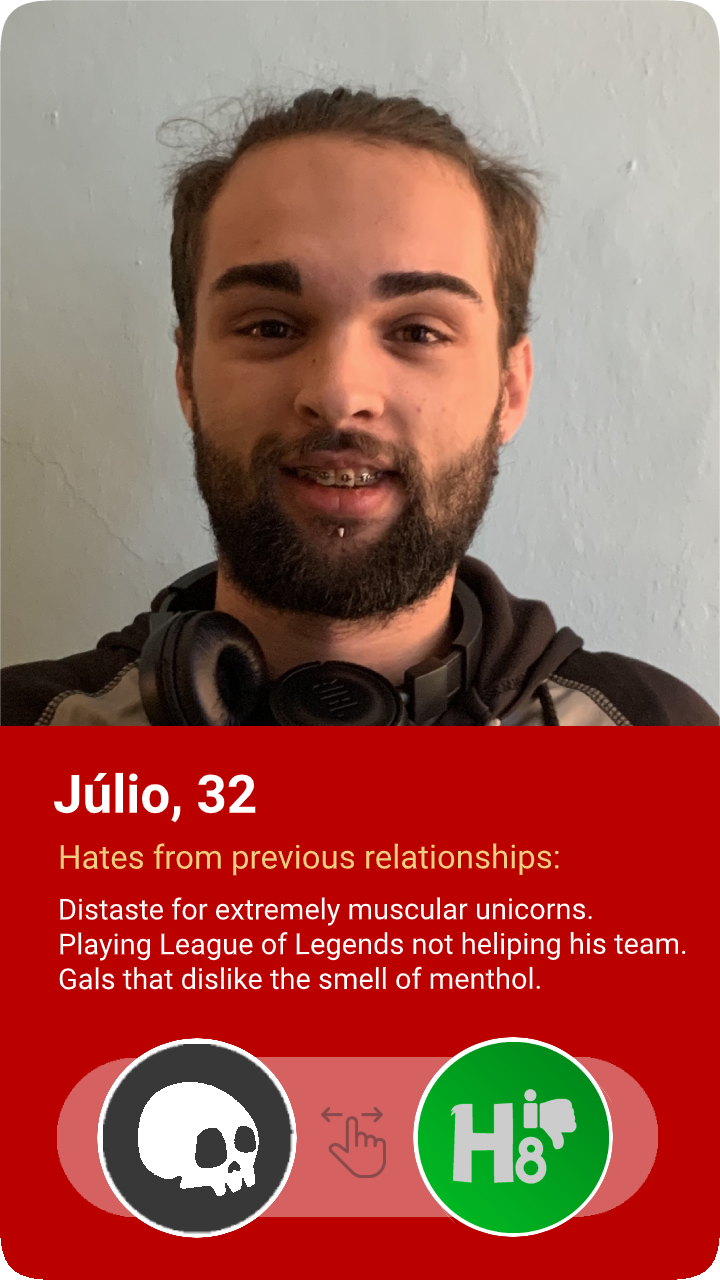 Júlio, 32
Hates from previous relationships:
Distaste for extremely muscular unicorns.
Playing League of Legends not heliping his team.
Gals that dislike the smell of menthol.
Hi8